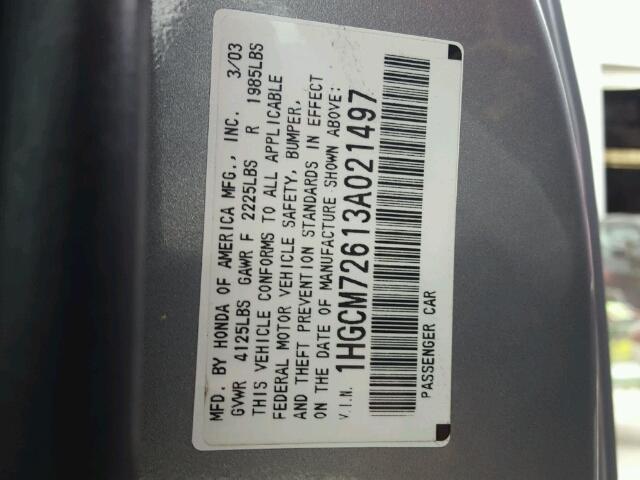 MFD. BY HONDA OF AMERICA MFG., INC. 3/03
GVWR 4125LBS GAWR F 2225LBS R 1985LBS
THIS VEHICLE CONFORMS TO ALL APPLICABLE
FEDERAL MOTOR VEHICLE SAFETY, BUMPER,
AND THEFT PREVENTION STANDARDS IN EFFECT
ON THE DATE OF MANUFACTURE SHOWN ABOVE:
V.I.N. 1HGCM72613A021497
PASSENGER CAR